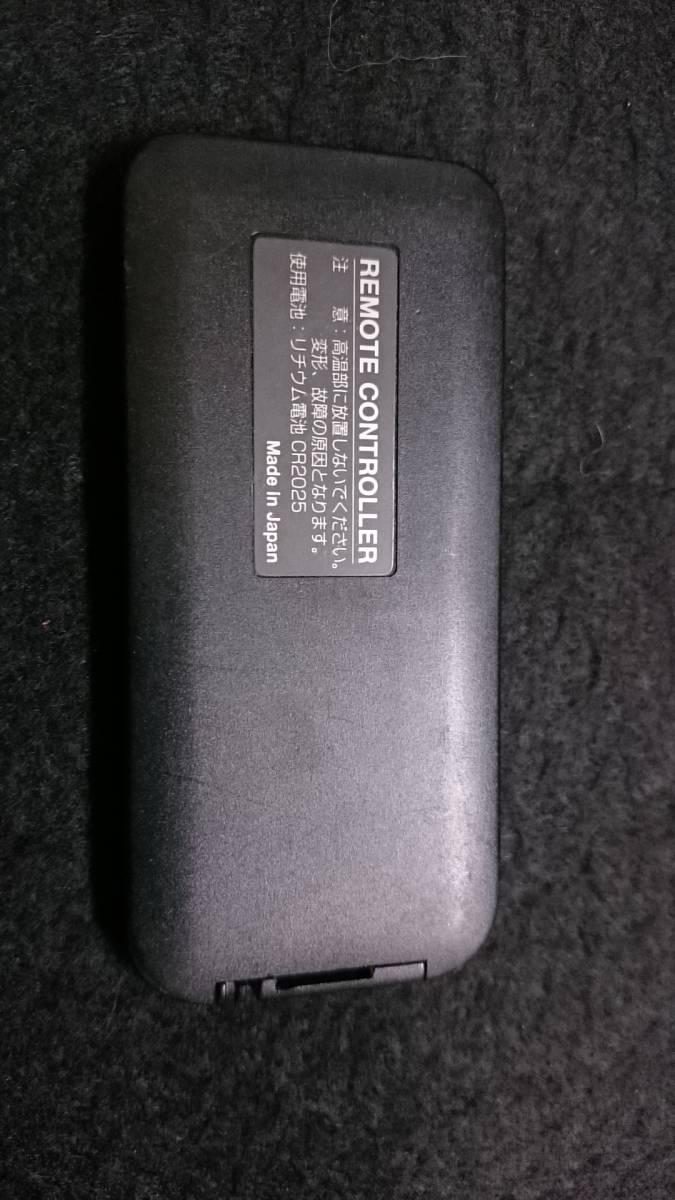 REMOTE CONTROLLER
注　意：高温部に放置しないでください。
変形、故障の原因となります。
使用電池：リチウム電池 CR2025
Made In Japan